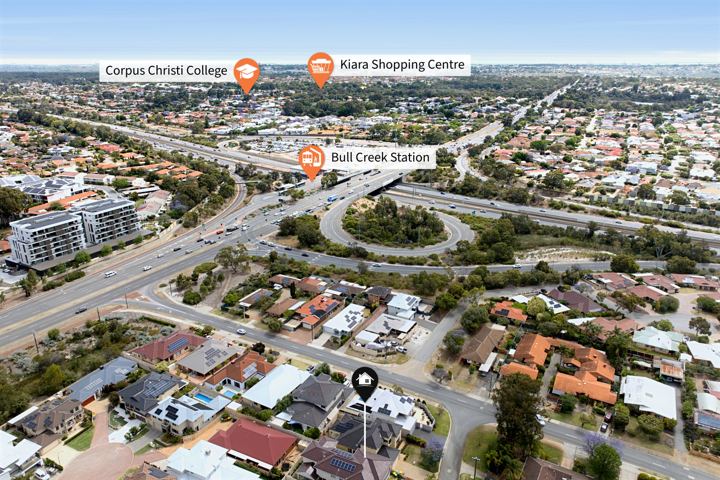 Corpus Christi College
Kiara Shopping Centre
Bull Creek Station